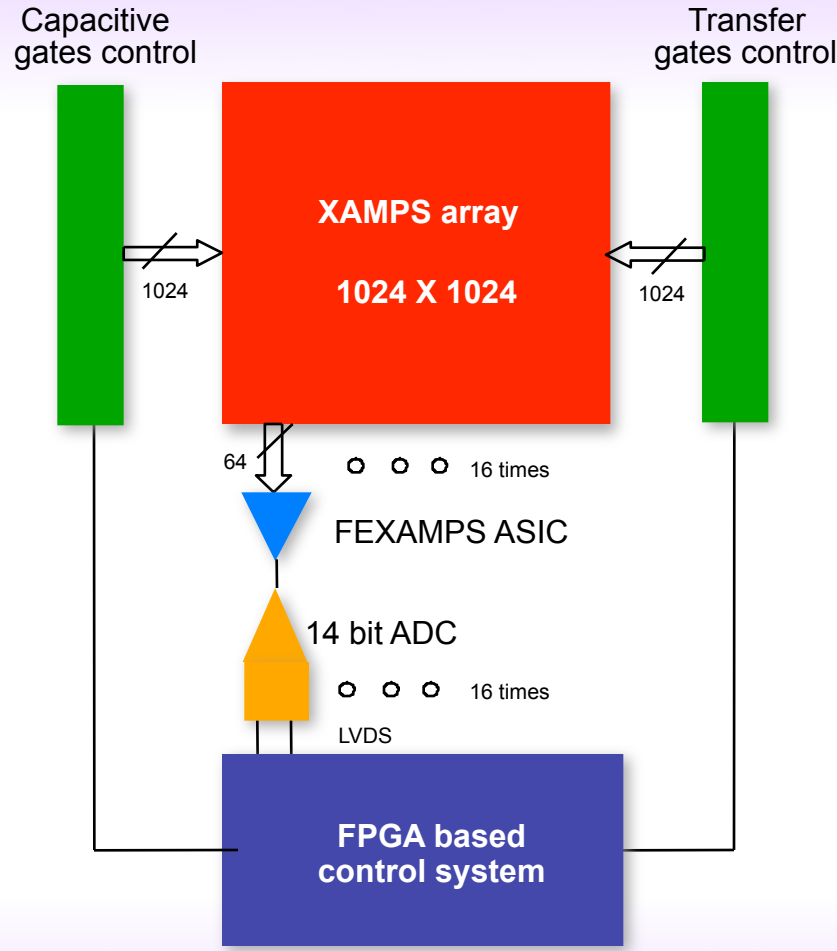 Capacitive
gates control
Transfer
gates control
XAMPS array
1024 X 1024
1024
1024
64
16 times
FEXAMPS ASIC
14 bit ADC
16 times
LVDS
FPGA based
control system